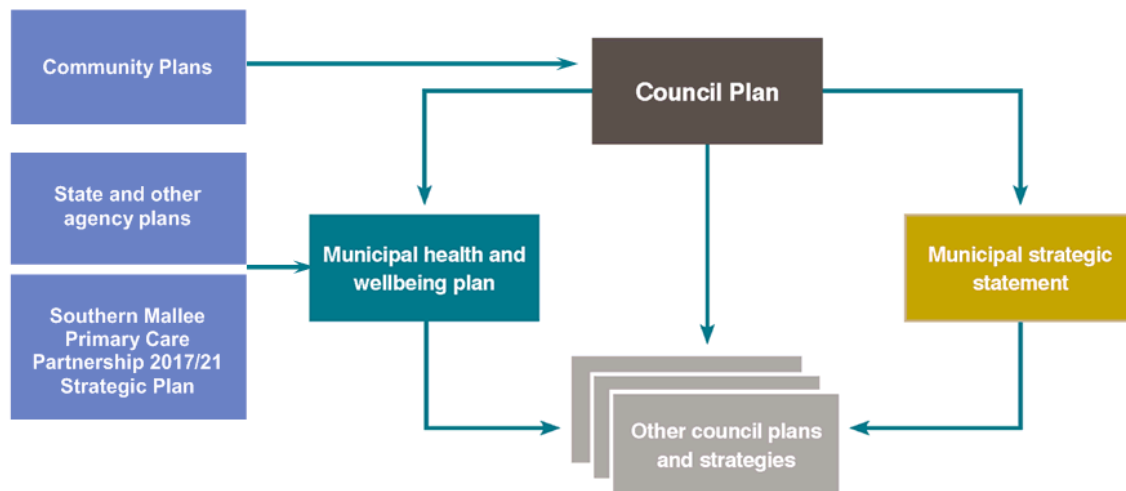 Community Plans
Council Plan
State and other
agency plans
Municipal health and
wellbeing plan
Municipal strategic
statement
Southern Mallee
Primary Care
Partnership 2017/21
Strategic Plan
Other council plans
and strategies